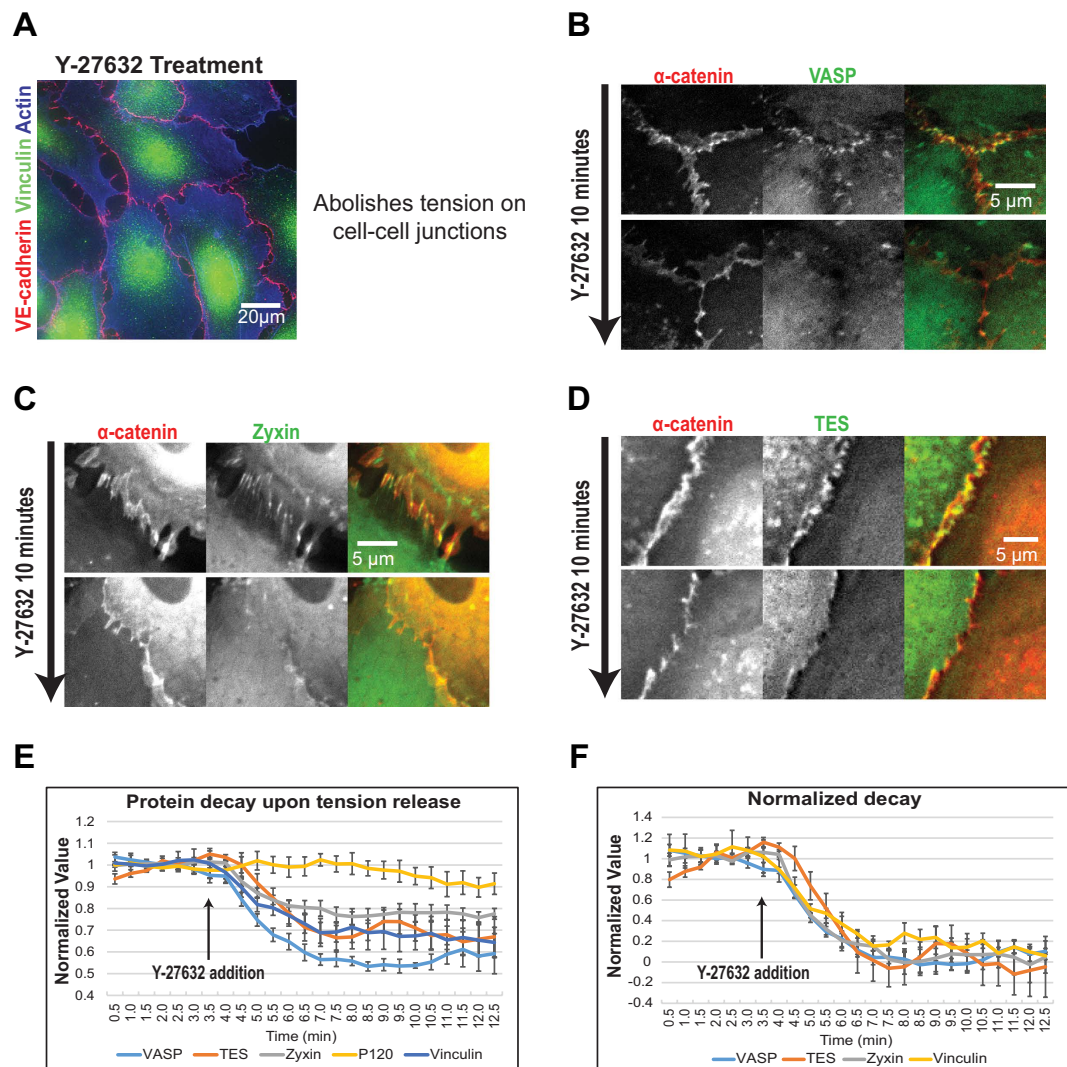 A
Y-27632 Treatment
VE-cadherin Vinculin Actin
20μm
Abolishes tension on
cell-cell junctions
B
α-catenin VASP
Y-27632 10 minutes
5 μm
C
α-catenin Zyxin
Y-27632 10 minutes
5 μm
D
α-catenin TES
Y-27632 10 minutes
5 μm
E
Protein decay upon tension release
Normalized Value
1.2
1.1
1
0.9
0.8
0.7
0.6
0.5
0.4
Y-27632 addition
0.5 1.0 1.5 2.0 2.5 3.0 3.5 4.0 4.5 5.0 5.5 6.0 6.5 7.0 7.5 8.0 8.5 9.0 9.5 10.0 10.5 11.0 11.5 12.0 12.5
Time (min)
VASP TES Zyxin P120 Vinculin
F
Normalized decay
Normalized Value
1.4
1.2
1
0.8
0.6
0.4
0.2
0
-0.2
-0.4
Y-27632 addition
0.5 1.0 1.5 2.0 2.5 3.0 3.5 4.0 4.5 5.0 5.5 6.0 6.5 7.0 7.5 8.0 8.5 9.0 9.5 10.0 10.5 11.0 11.5 12.0 12.5
Time (min)
VASP TES Zyxin Vinculin